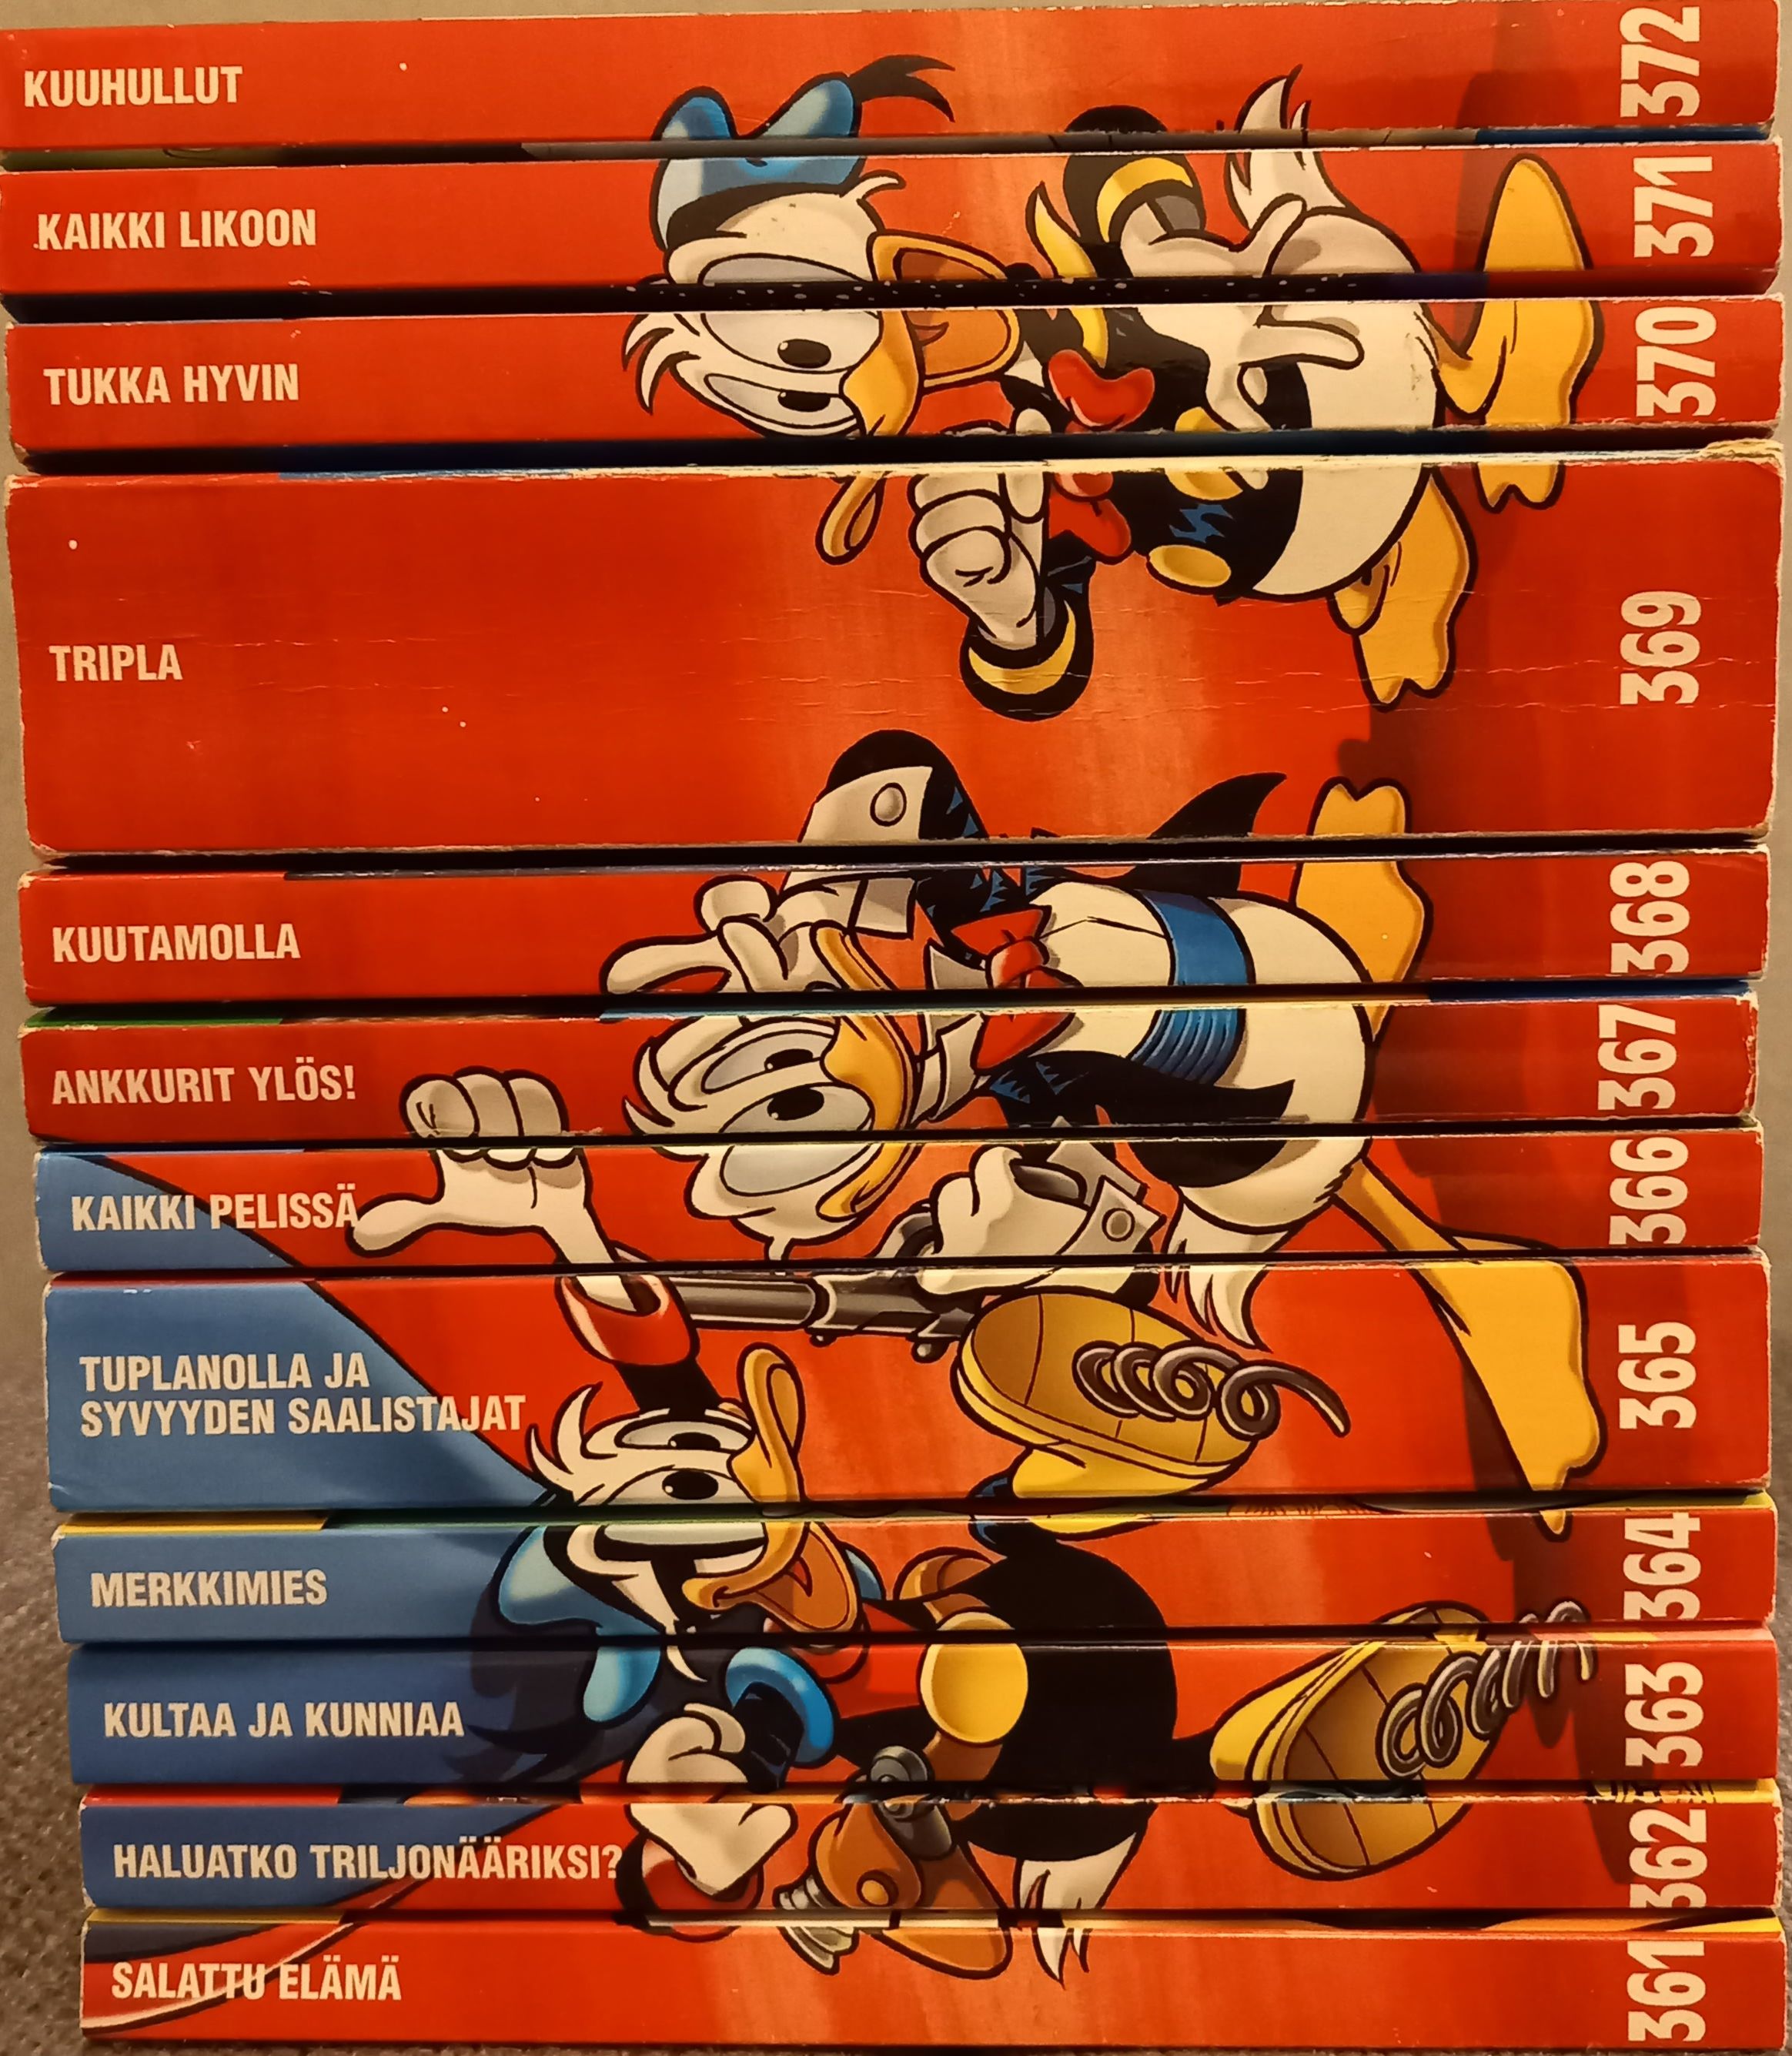 SALATTU ELÄMÄ
361
HALUATKO TRILJONÄÄRIKSI?
362
KULTAA JA KUNNIAA
363
MERKKIMIES
364
TUPLANOLLA JA
SYVYYDEN SAALISTAJAT
365
KAIKKI PELISSÄ
366
ANKKURIT YLÖS!
367
KUUTAMOLLA
368
TRIPLA
369
TUKKA HYVIN
370
KAIKKI LIKOON
371
KUUHULLUT
372